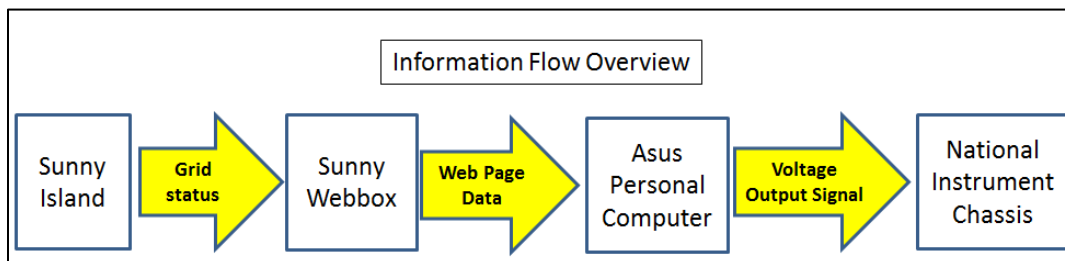 Information Flow Overview
Sunny
Island
Grid
status
Sunny
Webbox
Web Page
Data
Asus
Personal
Computer
Voltage
Output Signal
National
Instrument
Chassis